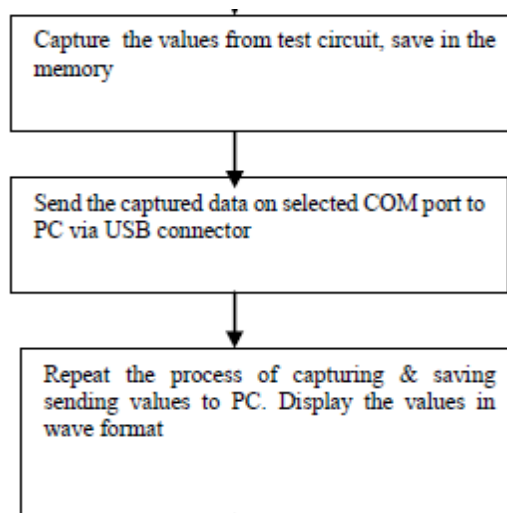 Capture the values from test circuit, save in the
memory
Send the captured data on selected COM port to
PC via USB connector
Repeat the process of capturing & saving
sending values to PC. Display the values in
wave format